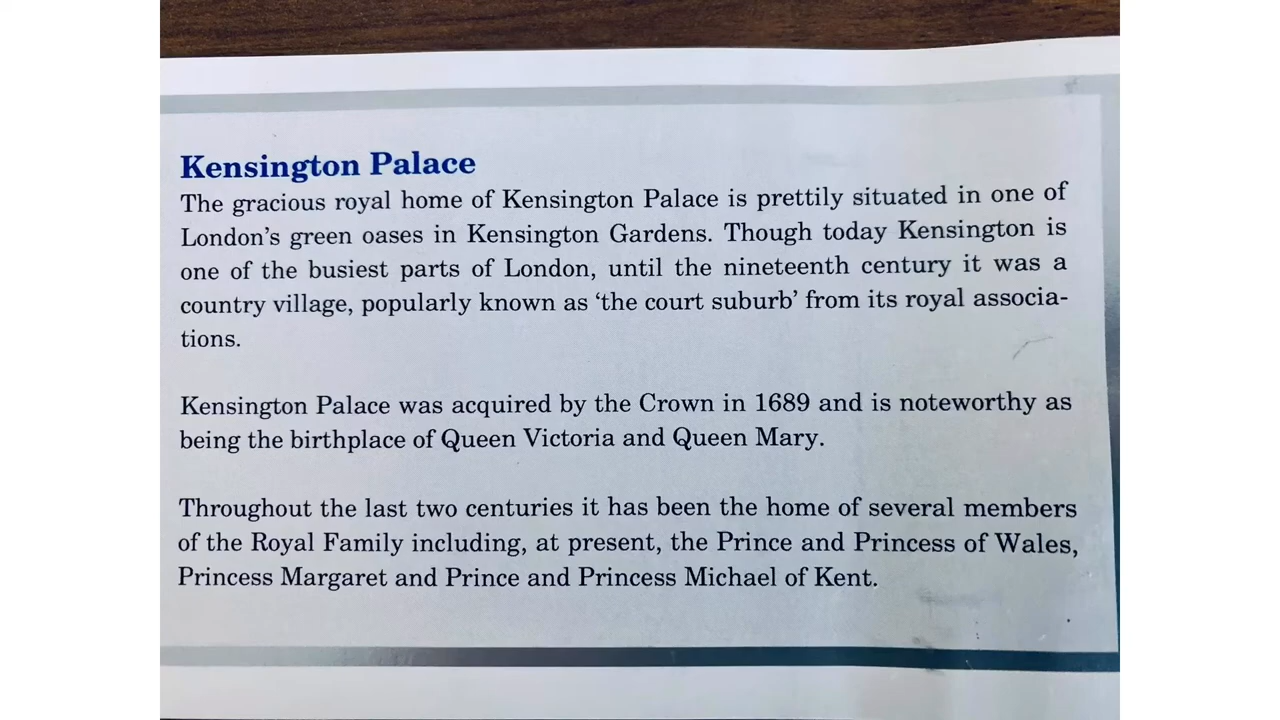 Kensington Palace
The gracious royal home of Kensington Palace is prettily situated in one of
London's green oases in Kensington Gardens. Though today Kensington is
one of the busiest parts of London, until the nineteenth century it was a
country village, popularly known as ‘the court suburb’ from its royal associa-
tions.
Kensington Palace was acquired by the Crown in 1689 and is noteworthy as
being the birthplace of Queen Victoria and Queen Mary.
Throughout the last two centuries it has been the home of several members
of the Royal Family including, at present, the Prince and Princess of Wales,
Princess Margaret and Prince and Princess Michael of Kent.